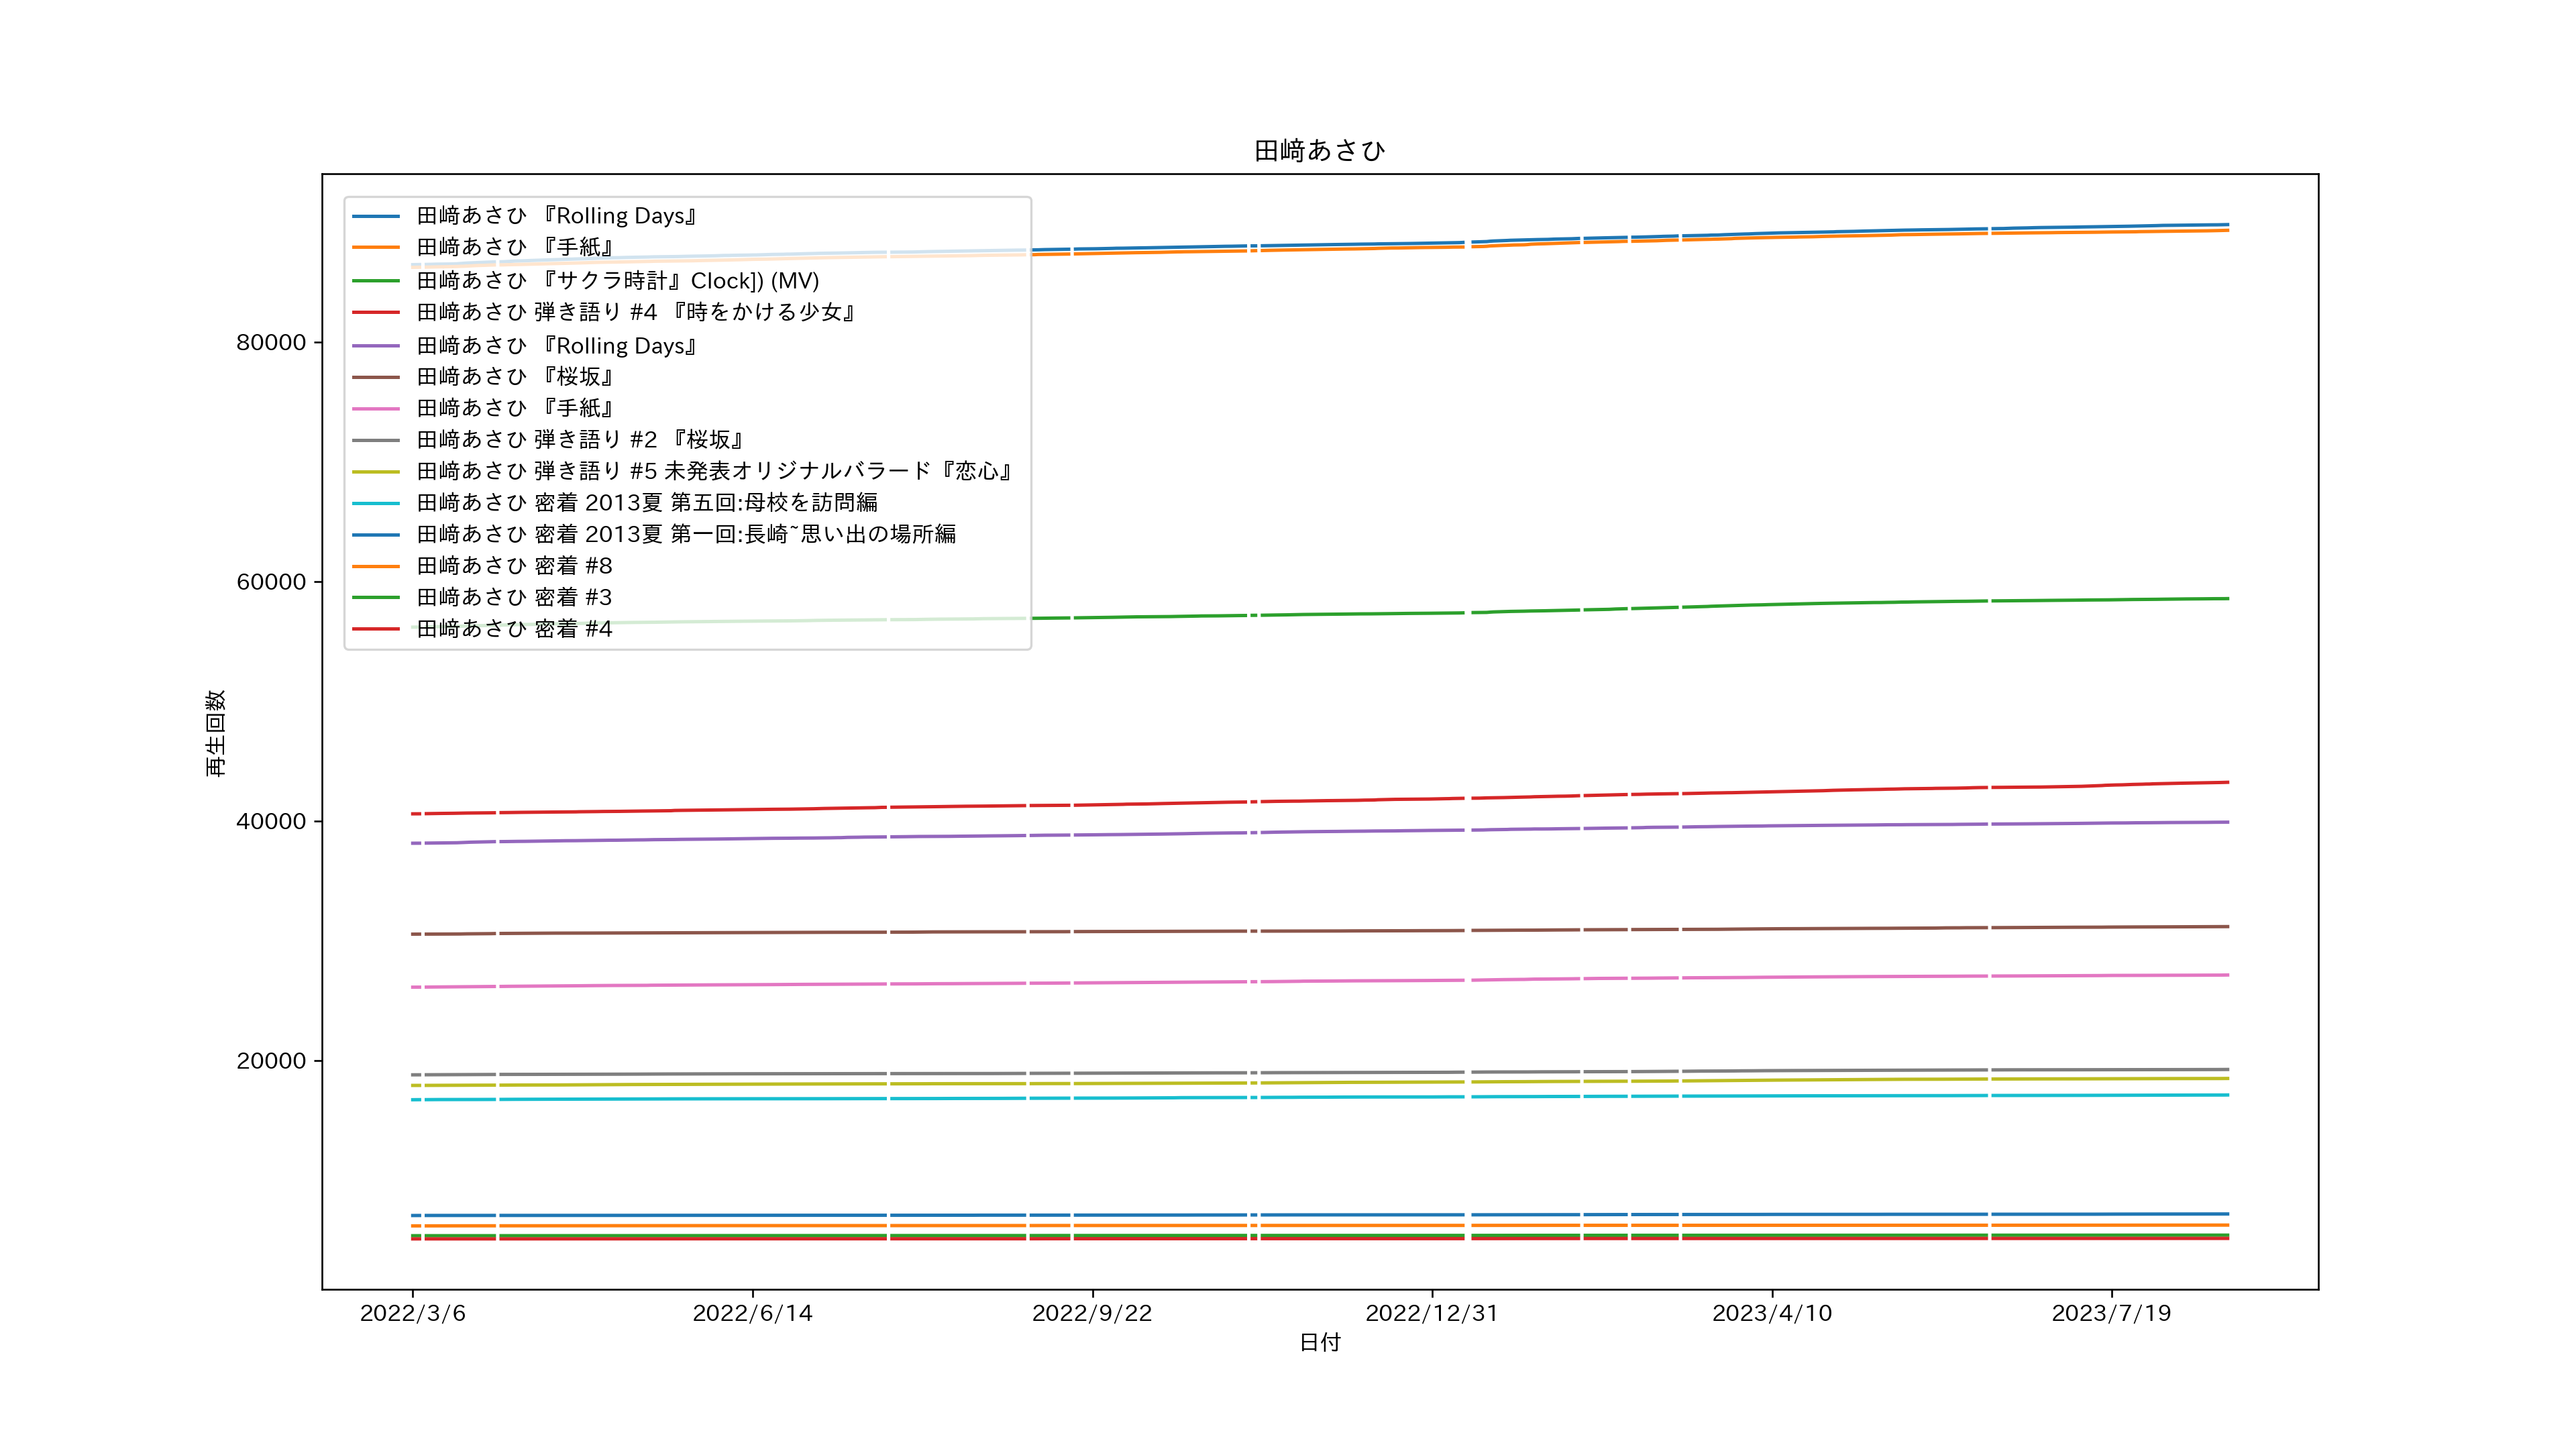 田﨑あさひ
田﨑あさひ 『Rolling Days』
田﨑あさひ 『手紙』
田﨑あさひ 『サクラ時計』Clock]) (MV)
田﨑あさひ 弾き語り #4 『時をかける少女』
田﨑あさひ 『Rolling Days』
田﨑あさひ 『桜坂』
田﨑あさひ 『手紙』
田﨑あさひ 弾き語り #2 『桜坂』
田﨑あさひ 弾き語り #5 未発表オリジナルバラード『恋心』
田﨑あさひ 密着 2013夏 第五回:母校を訪問編
田﨑あさひ 密着 2013夏 第一回:長崎~思い出の場所編
田﨑あさひ 密着 #8
田﨑あさひ 密着 #3
田﨑あさひ 密着 #4
再生回数
80000
60000
40000
20000
2022/3/6 2022/6/14 2022/9/22 2022/12/31 2023/4/10 2023/7/19
日付